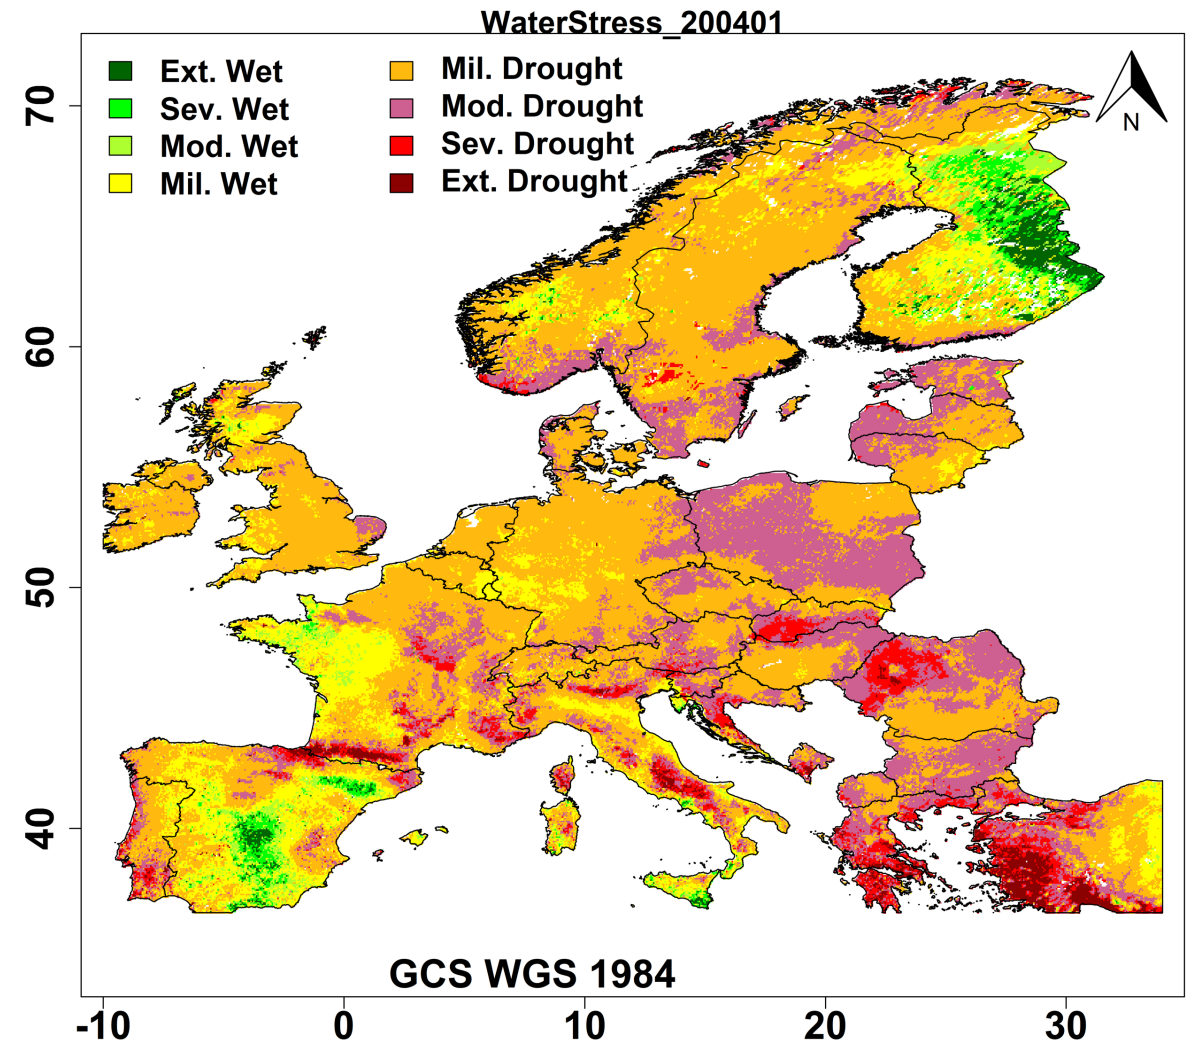 WaterStress_200401
Ext. Wet
Sev. Wet
Mod. Wet
Mil. Wet
Mil. Drought
Mod. Drought
Sev. Drought
Ext. Drought
N
70
60
50
40
GCS WGS 1984
-10 0 10 20 30